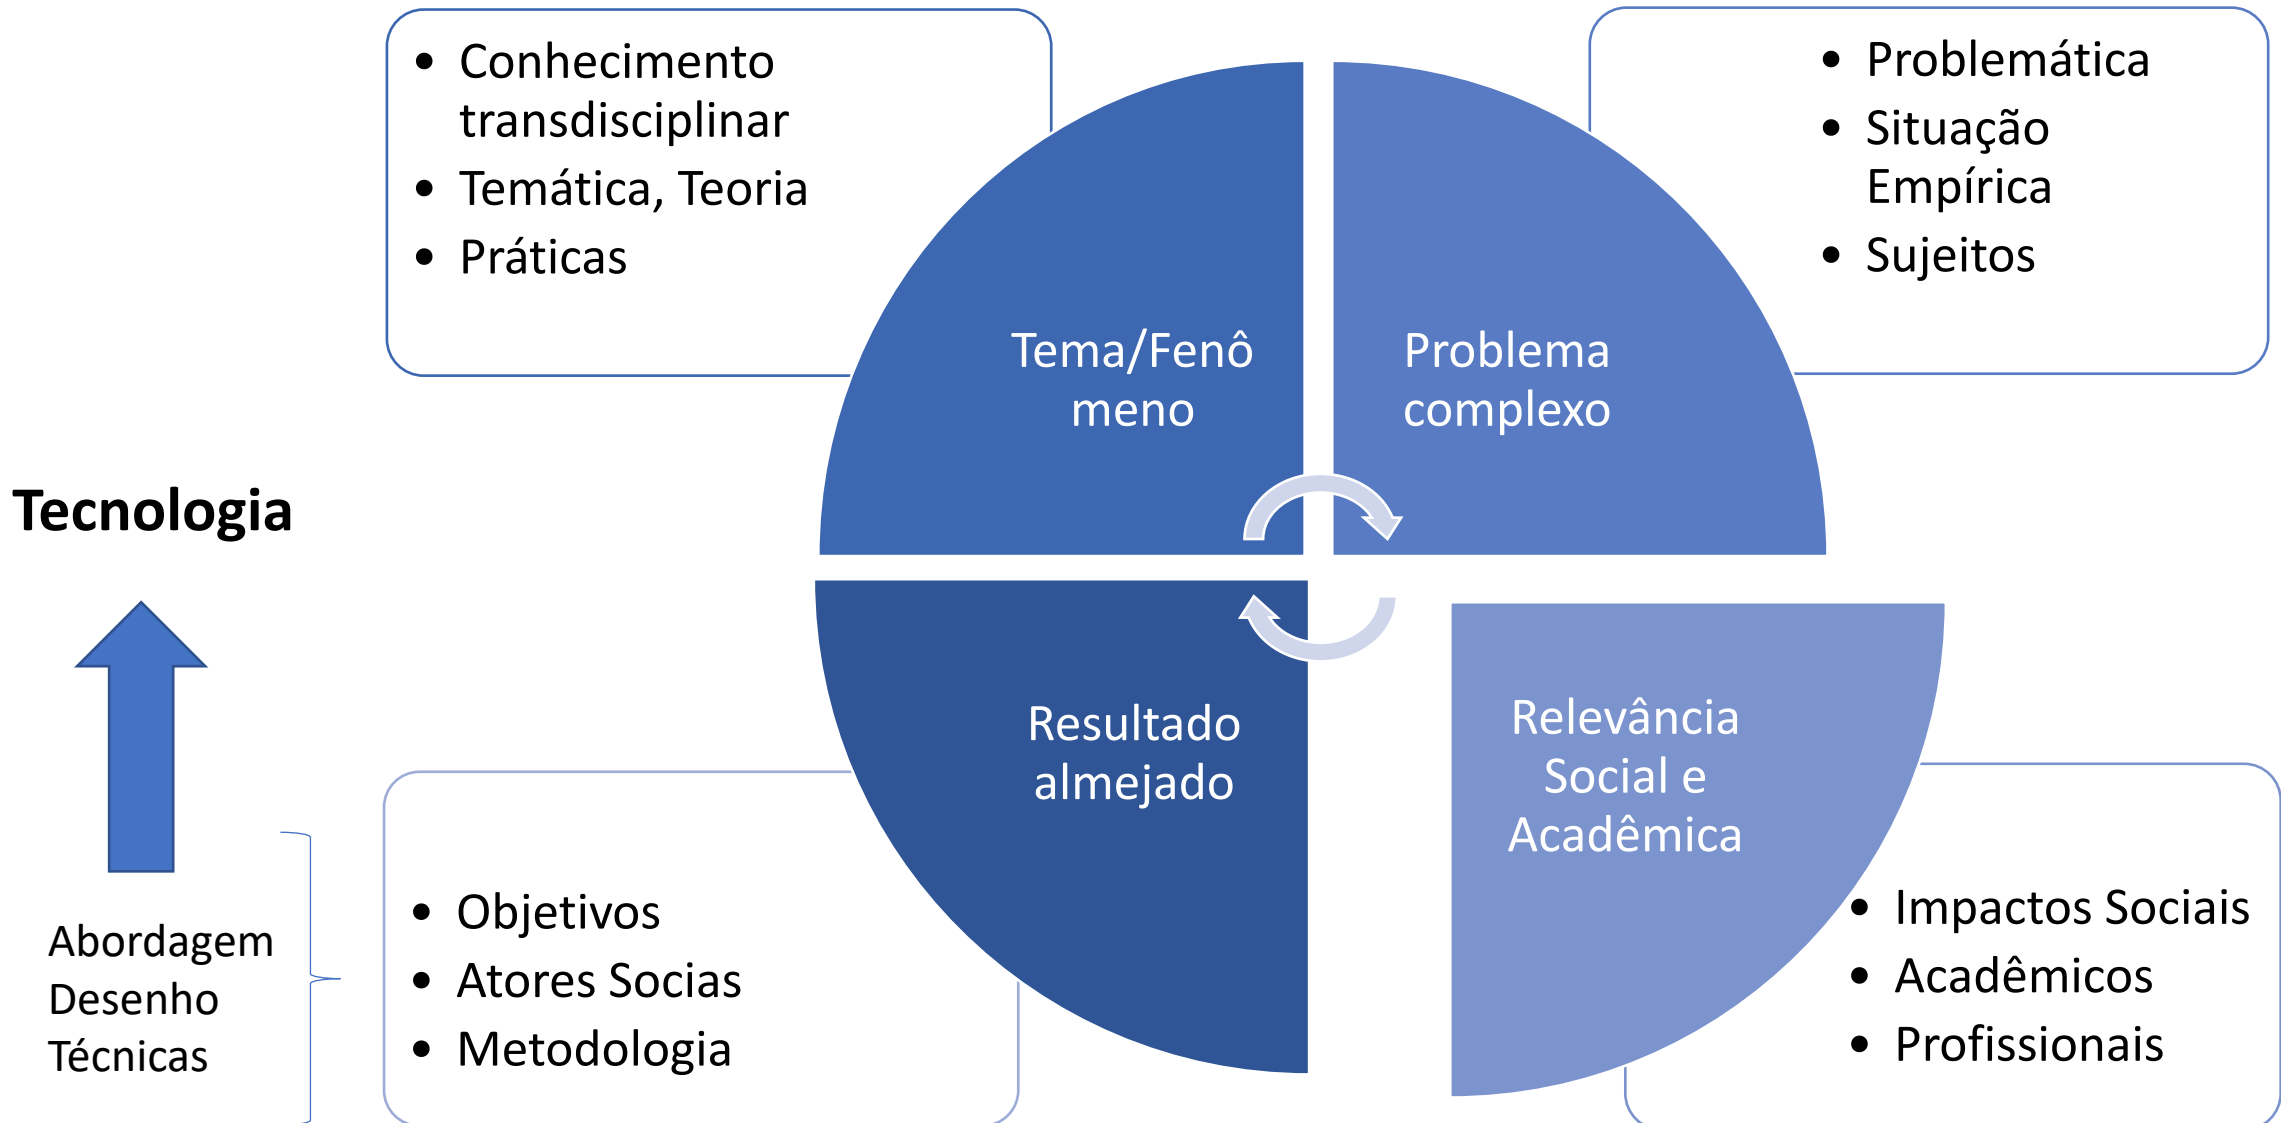 • Conhecimento
transdisciplinar
• Temática, Teoria
• Práticas
• Problemática
• Situação
Empírica
• Sujeitos
Tema/Fenô
meno
Problema
complexo
Tecnologia
Resultado
almejado
Relevância
Social e
Acadêmica
Abordagem
Desenho
Técnicas
• Objetivos
• Atores Socias
• Metodologia
• Impactos Sociais
• Acadêmicos
• Profissionais